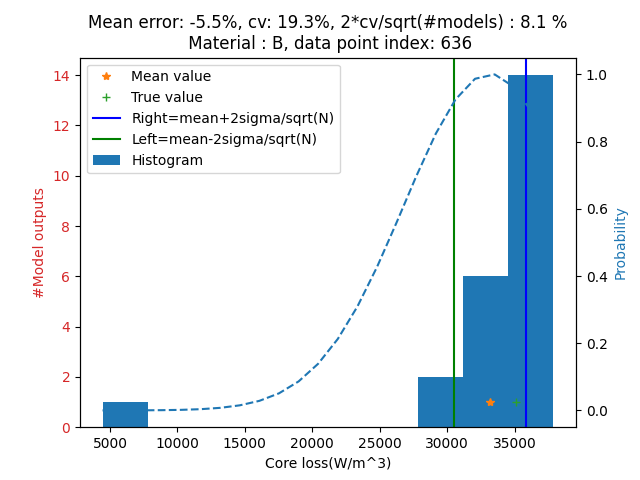 Mean error: -5.5%, cv: 19.3%, 2*cv/sqrt(#models) : 8.1 %
Material : B, data point index: 636
Mean value
True value
Right=mean+2sigma/sqrt(N)
Left=mean-2sigma/sqrt(N)
Histogram
#Model outputs
14
12
10
8
6
4
2
0
1.0
0.8
0.6
0.4
0.2
0.0
Probability
5000 10000 15000 20000 25000 30000 35000
Core loss(W/m^3)